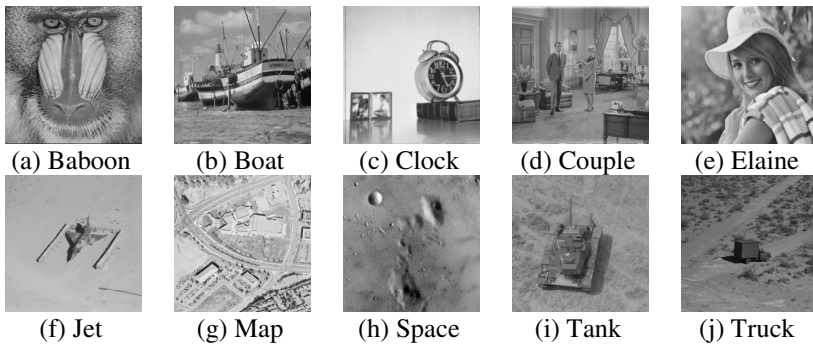 (a) Baboon (b) Boat (c) Clock (d) Couple (e) Elaine
(f) Jet (g) Map (h) Space (i) Tank (j) Truck